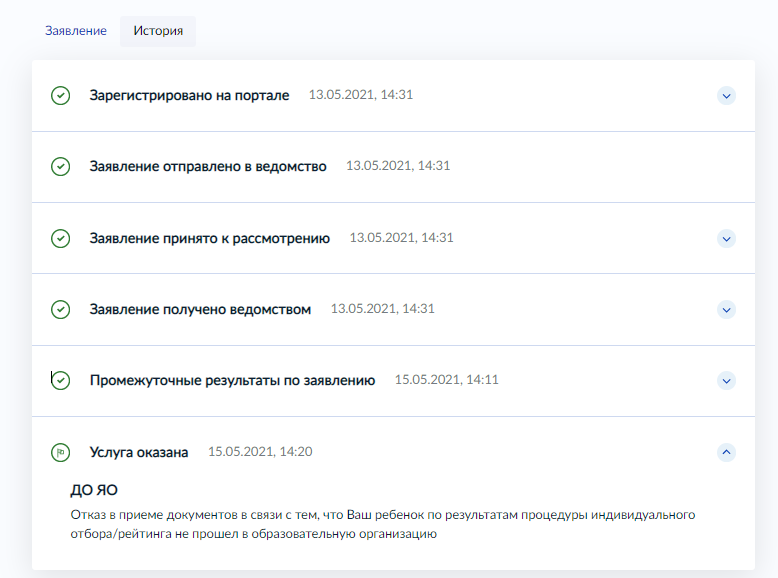 Заявление История
Зарегистрировано на портале 13.05.2021, 14:31
Заявление отправлено в ведомство 13.05.2021, 14:31
Заявление принято к рассмотрению 13.05.2021, 14:31
Заявление получено ведомством 13.05.2021, 14:31
Промежуточные результаты по заявлению 15.05.2021, 14:11
Услуга оказана 15.05.2021, 14:20
ДО ЯО
Отказ в приеме документов в связи с тем, что Ваш ребенок по результатам процедуры индивидуального
отбора/рейтинга не прошел в образовательную организацию